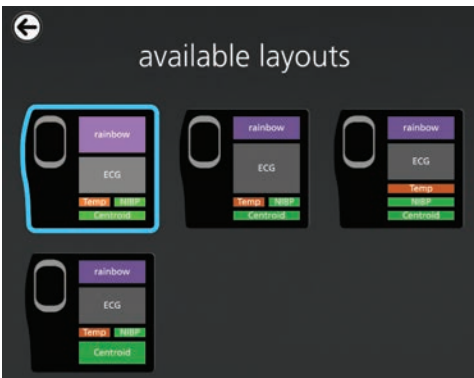 available layouts
rainbow
ECG
Temp NIBP
Centroid
rainbow
ECG
Temp NIBP
Centroid
rainbow
ECG
Temp
NIBP
Centroid
rainbow
ECG
Temp NIBP
Centroid